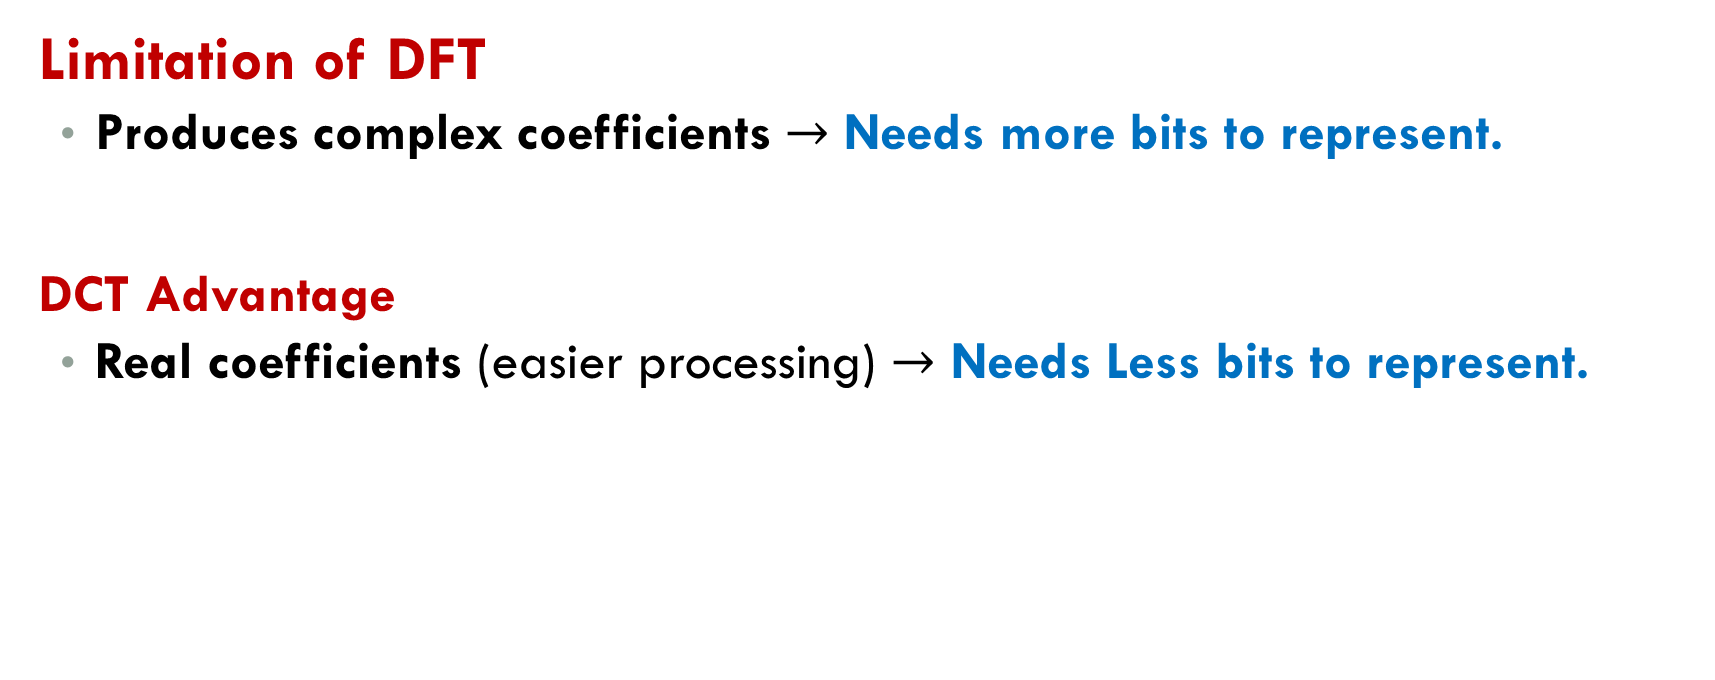 Limitation of DFT
• Produces complex coefficients → Needs more bits to represent.
DCT Advantage
• Real coefficients (easier processing) → Needs Less bits to represent.